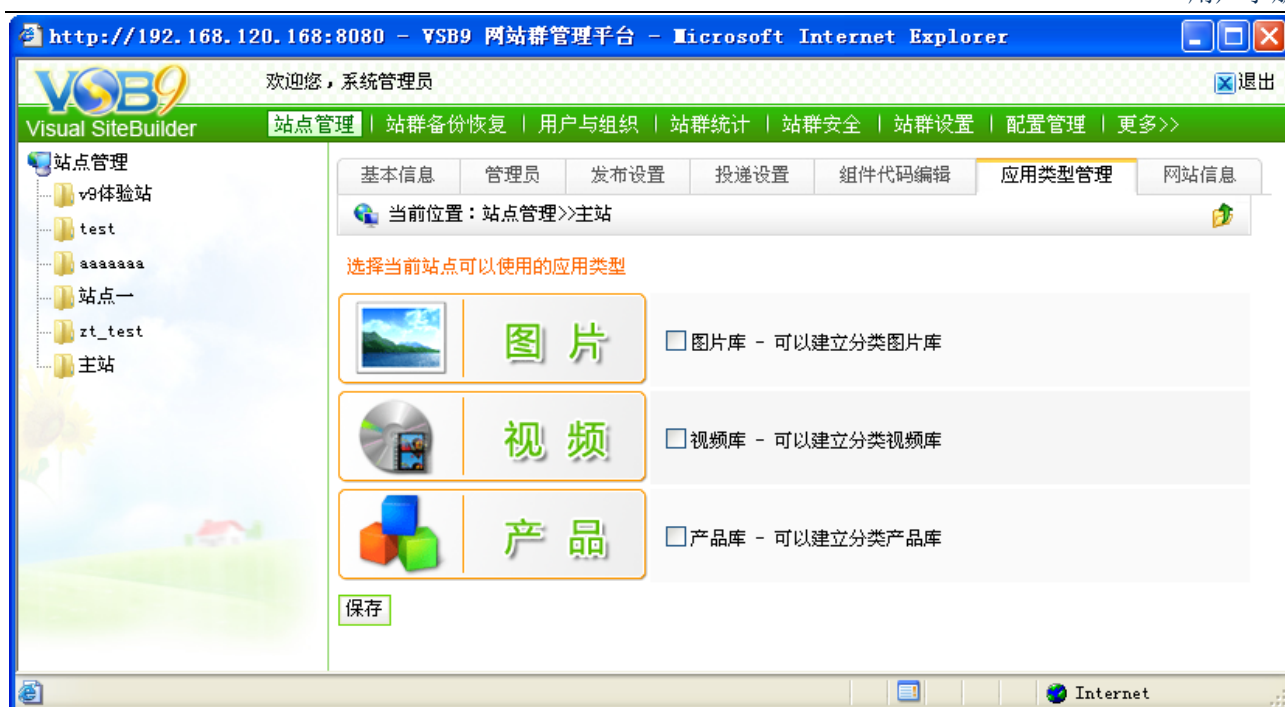 http://192.168.120.168:8080 - VSB9 网站群管理平台 - Microsoft Internet Explorer
VSB9 欢迎您，系统管理员 退出
Visual SiteBuilder 站点管理 | 站群备份恢复 | 用户与组织 | 站群统计 | 站群安全 | 站群设置 | 配置管理 | 更多>>
站点管理
v9体验站
test
aaaaaaa
站点一
zt_test
主站
基本信息 管理员 发布设置 投递设置 组件代码编辑 应用类型管理 网站信息
当前位置：站点管理>>主站
选择当前站点可以使用的应用类型
图 片 图片库 - 可以建立分类图片库
视 频 视频库 - 可以建立分类视频库
产 品 产品库 - 可以建立分类产品库
保存
Internet